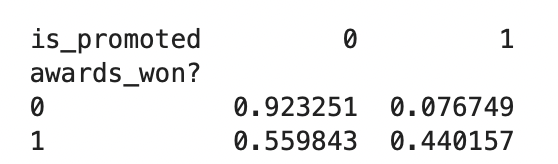 is_promoted 0 1
awards_won?
0 0.923251 0.076749
1 0.559843 0.440157